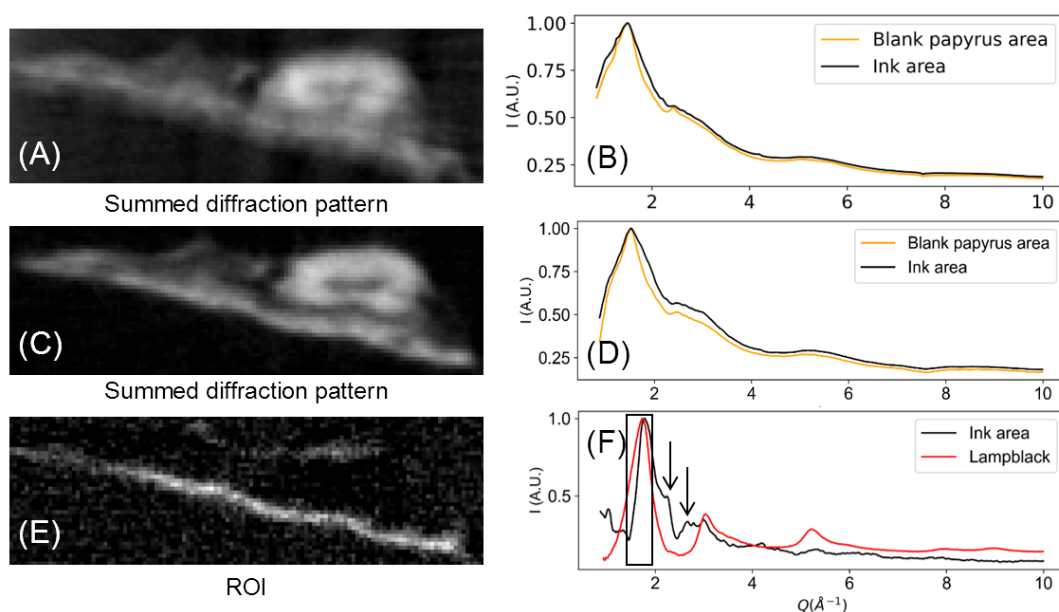 (A)
Summed diffraction pattern
1.00
0.75
0.50
0.25
I (A.U.)
Blank papyrus area
Ink area
(B)
2 4 6 8 10
(C)
Summed diffraction pattern
1.00
0.75
0.50
0.25
I (A.U.)
Blank papyrus area
Ink area
(D)
2 4 6 8 10
(E)
ROI
1.0
0.5
I (A.U.)
(F)
Ink area
Lampblack
2 4 6 8 10
Q(Å⁻¹)